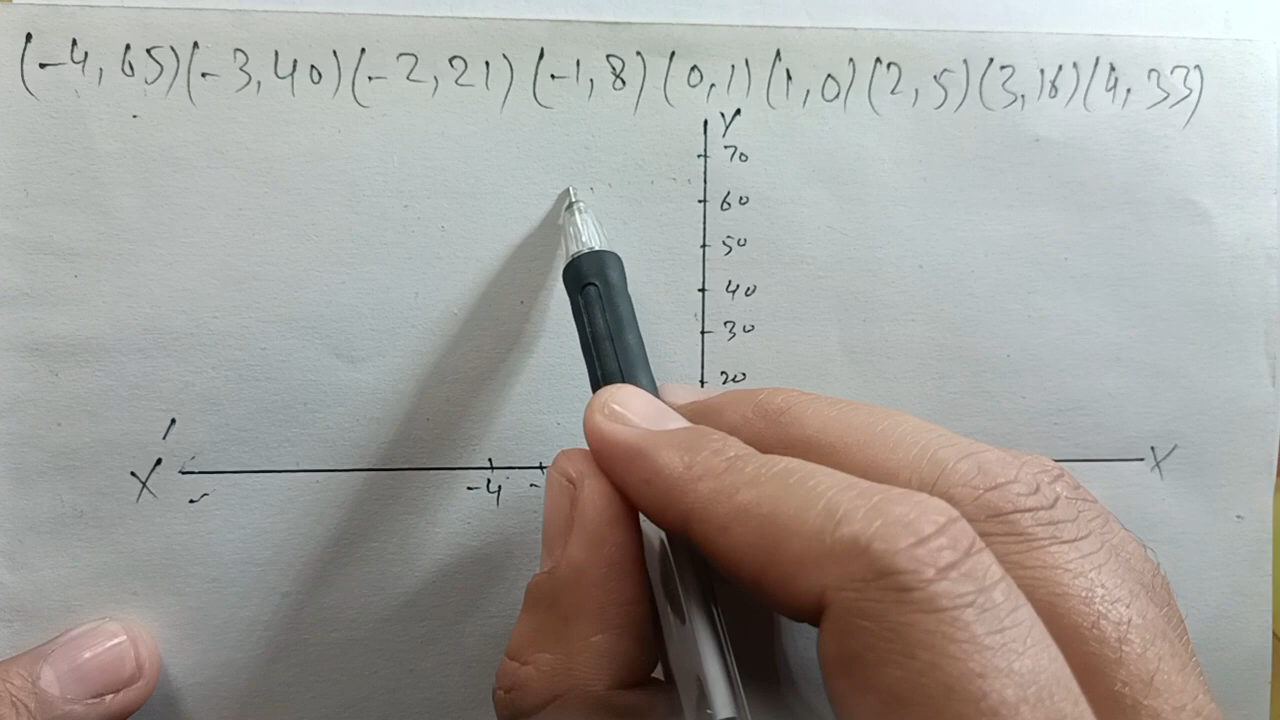 (-4, 65) (-3, 40) (-2, 21) (-1, 8) (0, 1) (1, 0) (2, 5) (3, 16) (4, 33)
Y
70
60
50
40
30
20
X' X
-4 -